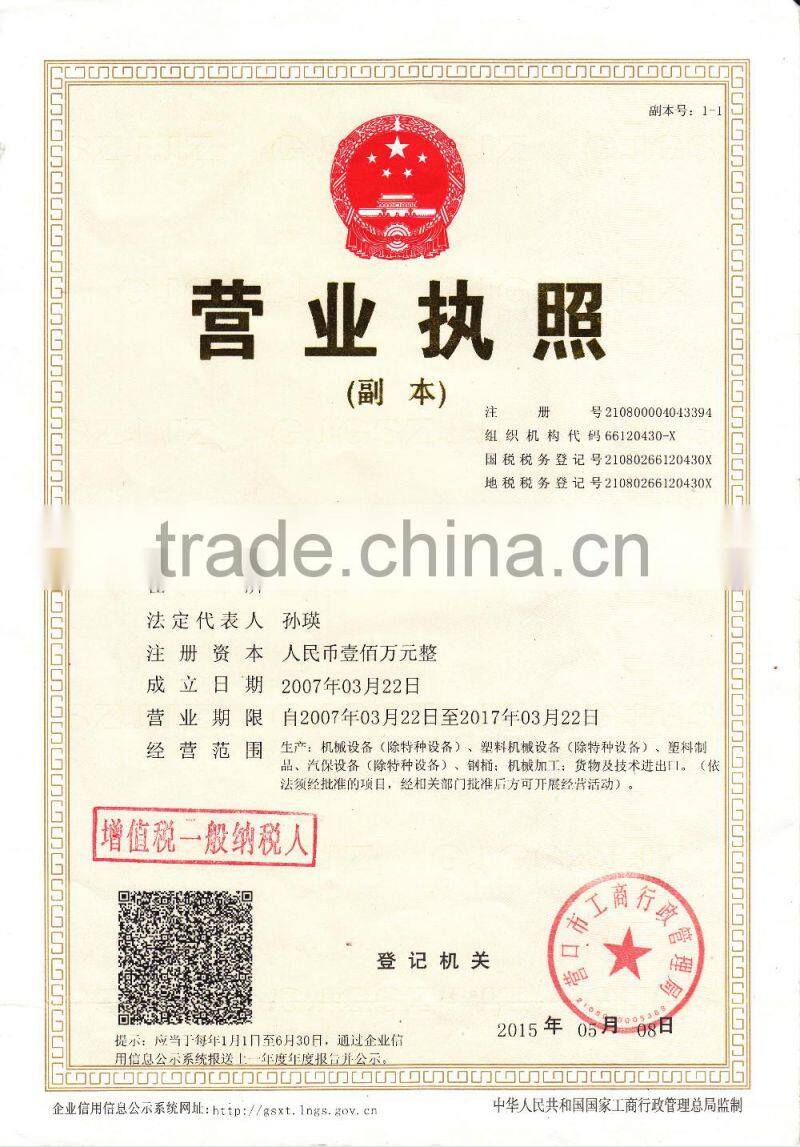 副本号：1-1
营业执照
(副 本)
注 册 号210800004043394
组织机构代码66120430-X
国税税务登记号21080266120430X
地税税务登记号21080266120430X
trade.china.cn
法定代表人 孙瑛
注册资本 人民币壹佰万元整
成立日期 2007年03月22日
营业期限 自2007年03月22日至2017年03月22日
经营范围 生产：机械设备（除特种设备）、塑料机械设备（除特种设备）、塑料制
品、汽保设备（除特种设备）、钢桶；机械加工；货物及技术进出口。（依
法须经批准的项目，经相关部门批准后方可开展经营活动）。
增值税一般纳税人
营口市工商行政管理局
登记机关
2015年05月08日
提示：应当于每年1月1日至6月30日，通过企业信
用信息公示系统报送上一年度年度报告并公示。
企业信用信息公示系统网址:http://gsxt.lngs.gov.cn
中华人民共和国国家工商行政管理总局监制